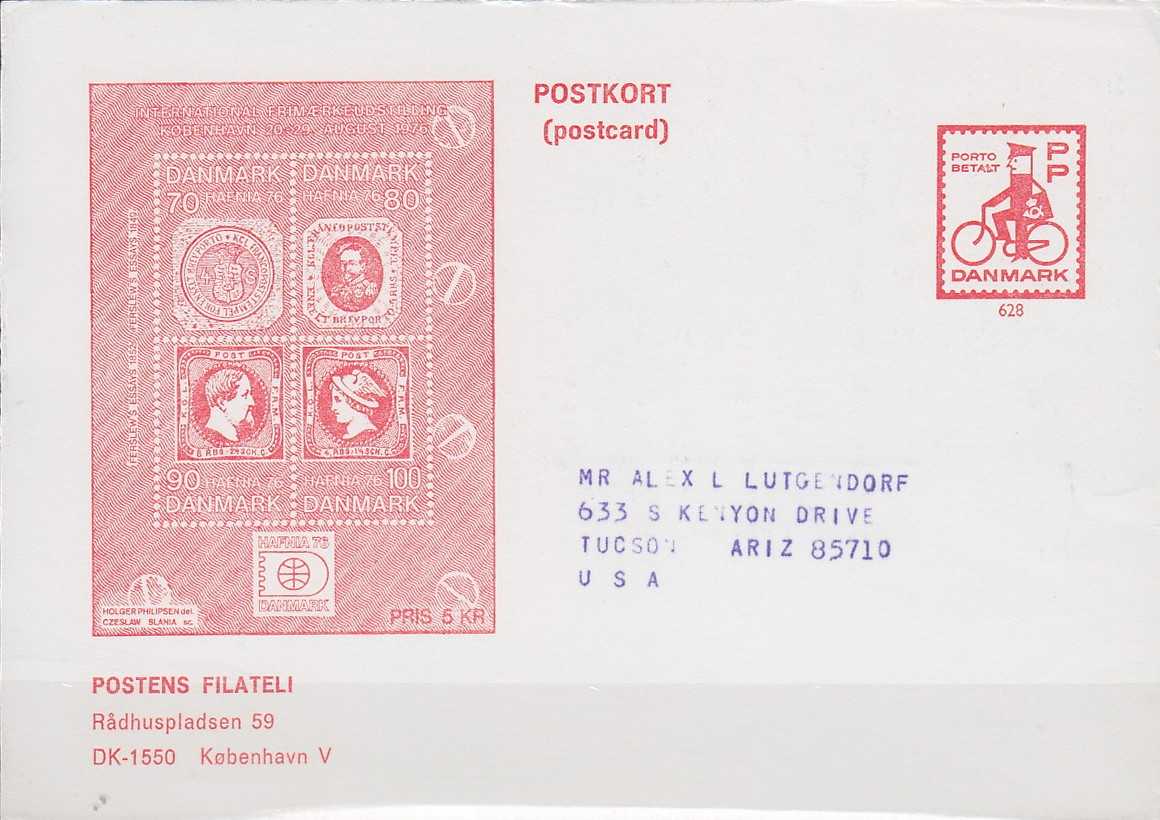 INTERNATIONAL FRIMÆRKEUDSTILLING
KØBENHAVN 20-29. AUGUST 1976
DANMARK
70 HAFNIA 76
DANMARK
HAFNIA 76 80
FERSLEW'S ESSAYS 1852
FERSLEW'S ESSAYS 1849
POST
K.G.L.
F.R.M.
POST
K.G.L.
F.R.M.
90 HAFNIA 76
DANMARK
HAFNIA 76 100
DANMARK
HAFNIA 76
DANMARK
HOLGER PHILIPSEN del.
CZESLAW SLANIA sc.
PRIS 5 KR
POSTENS FILATELI
Rådhuspladsen 59
DK-1550 København V
POSTKORT
(postcard)
PORTO
BETALT
PP
DANMARK
628
MR ALEX L LUTGENDORF
633 S KENYON DRIVE
TUCSON ARIZ 85710
U S A